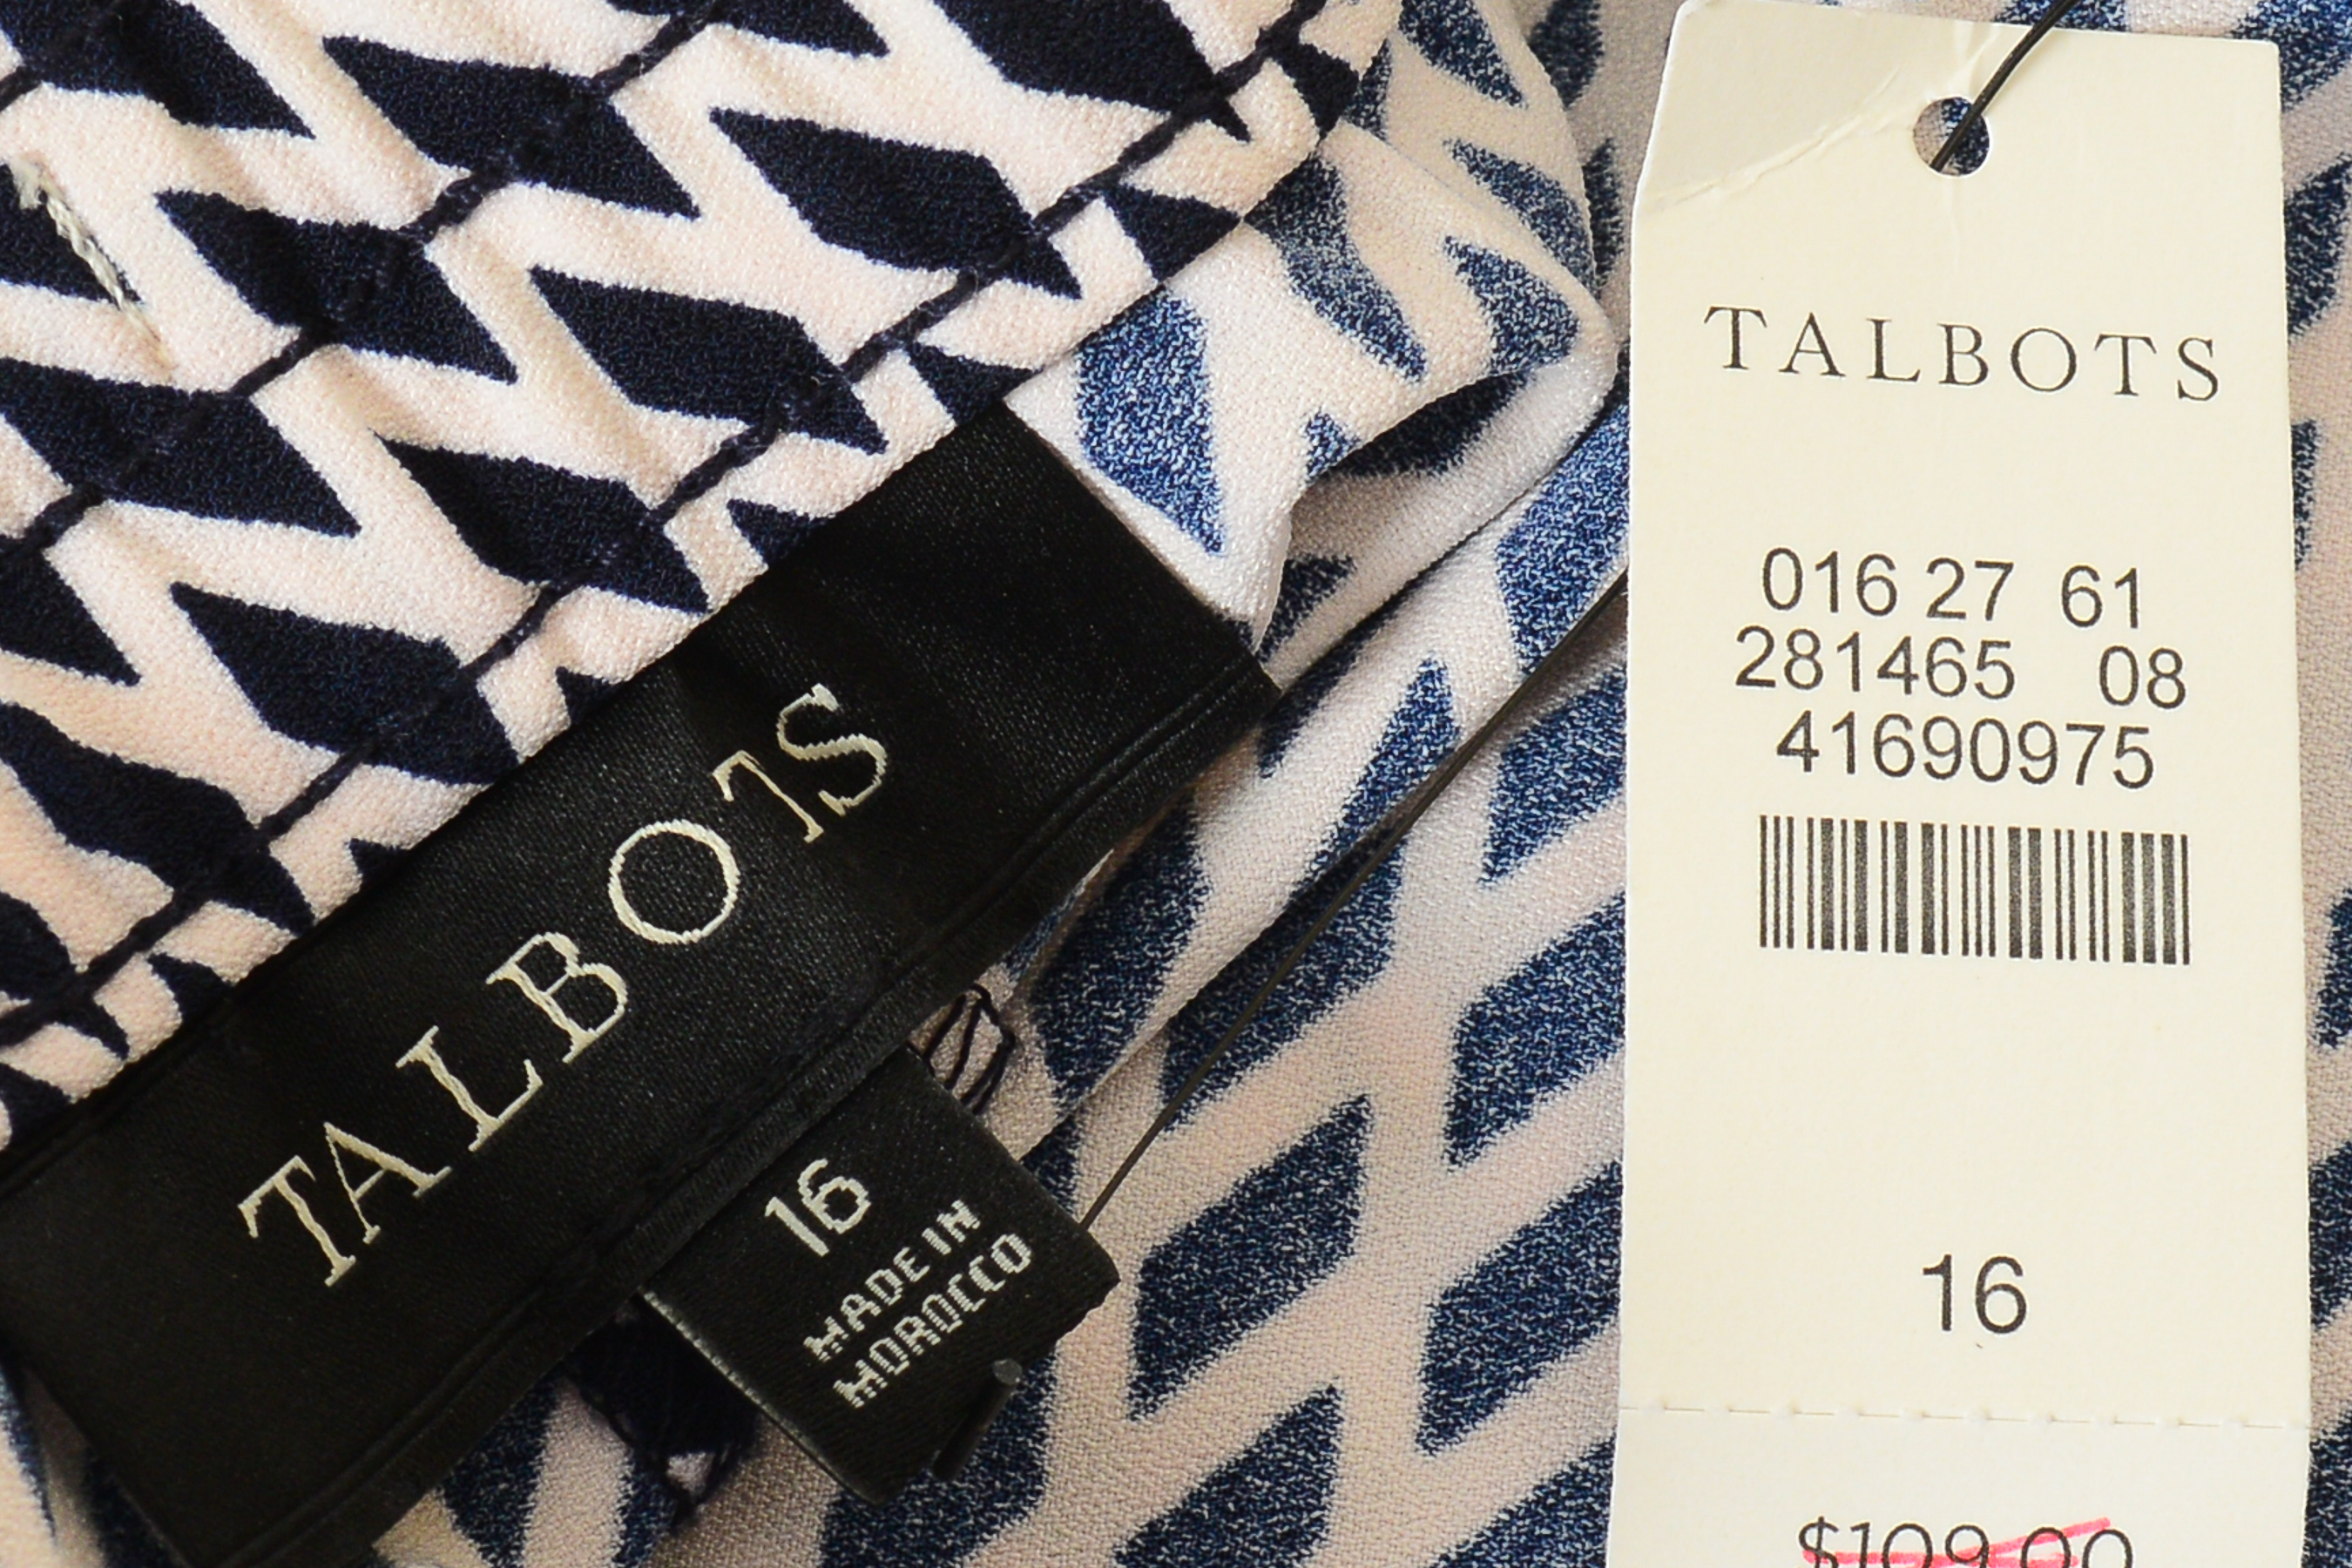 TALBOTS
16
MADE IN
MOROCCO
TALBOTS
016 27 61
281465 08
41690975
16
$109.00